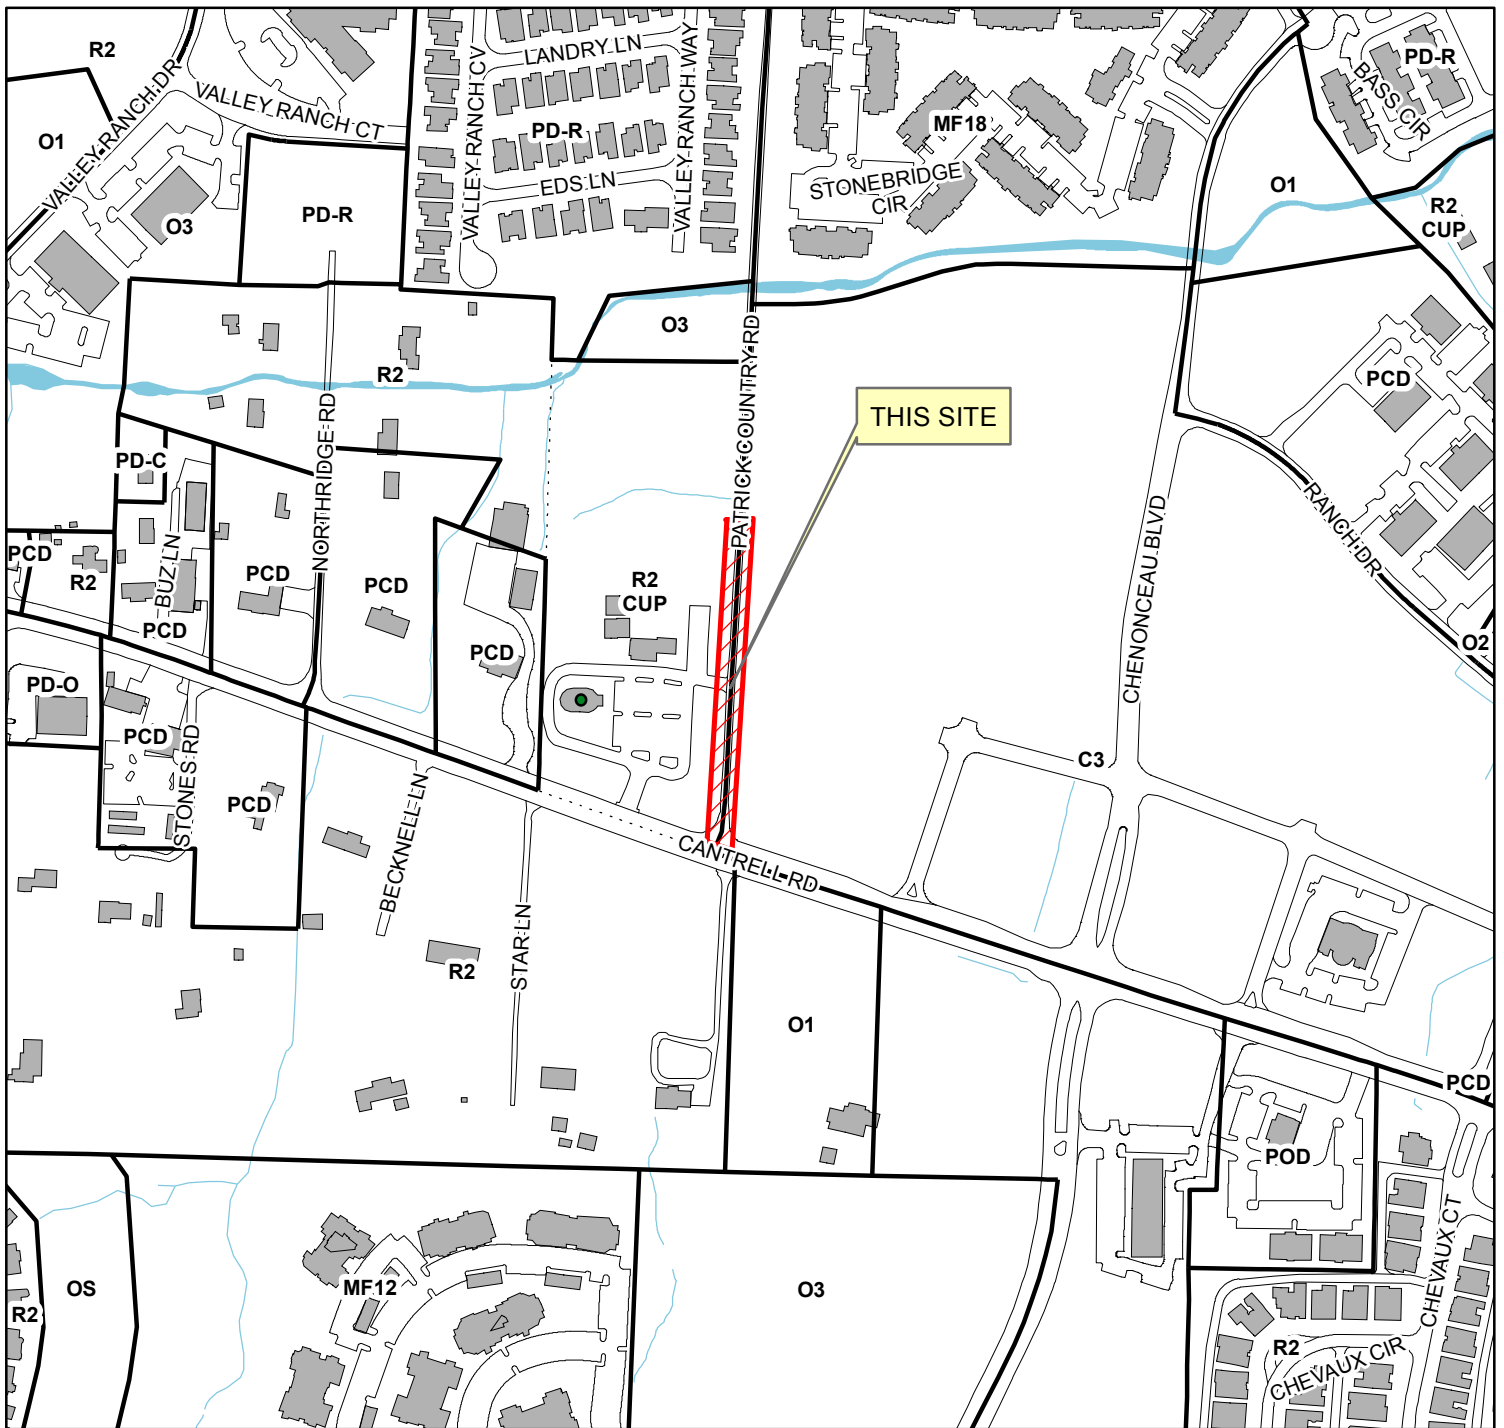 R2
VALLEY RANCH DR
VALLEY RANCH CT
O1
O3
PD-R
VALLEY RANCH CV
LANDRY LN
PD-R
EDS LN
VALLEY RANCH WAY
MF18
STONEBRIDGE
CIR
PD-R
BASS CIR
O1
R2
CUP
O3
PATRICK COUNTRY RD
R2
NORTHRIDGE RD
THIS SITE
PCD
PD-C
BUZ LN
PCD
R2
PCD
PCD
PCD
PCD
R2
CUP
CHENONCEAU BLVD
RANCH DR
O2
PD-O
PCD
STONES RD
PCD
BECKNELL LN
STAR LN
CANTRELL RD
C3
R2
O1
PCD
POD
CHEVAUX CT
OS
R2
MF12
O3
R2
CHEVAUX CIR